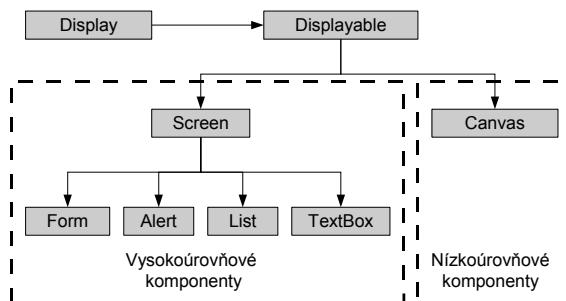 Display
Displayable
Screen
Canvas
Form
Alert
List
TextBox
Vysokoúrovňové
komponenty
Nízkoúrovňové
komponenty